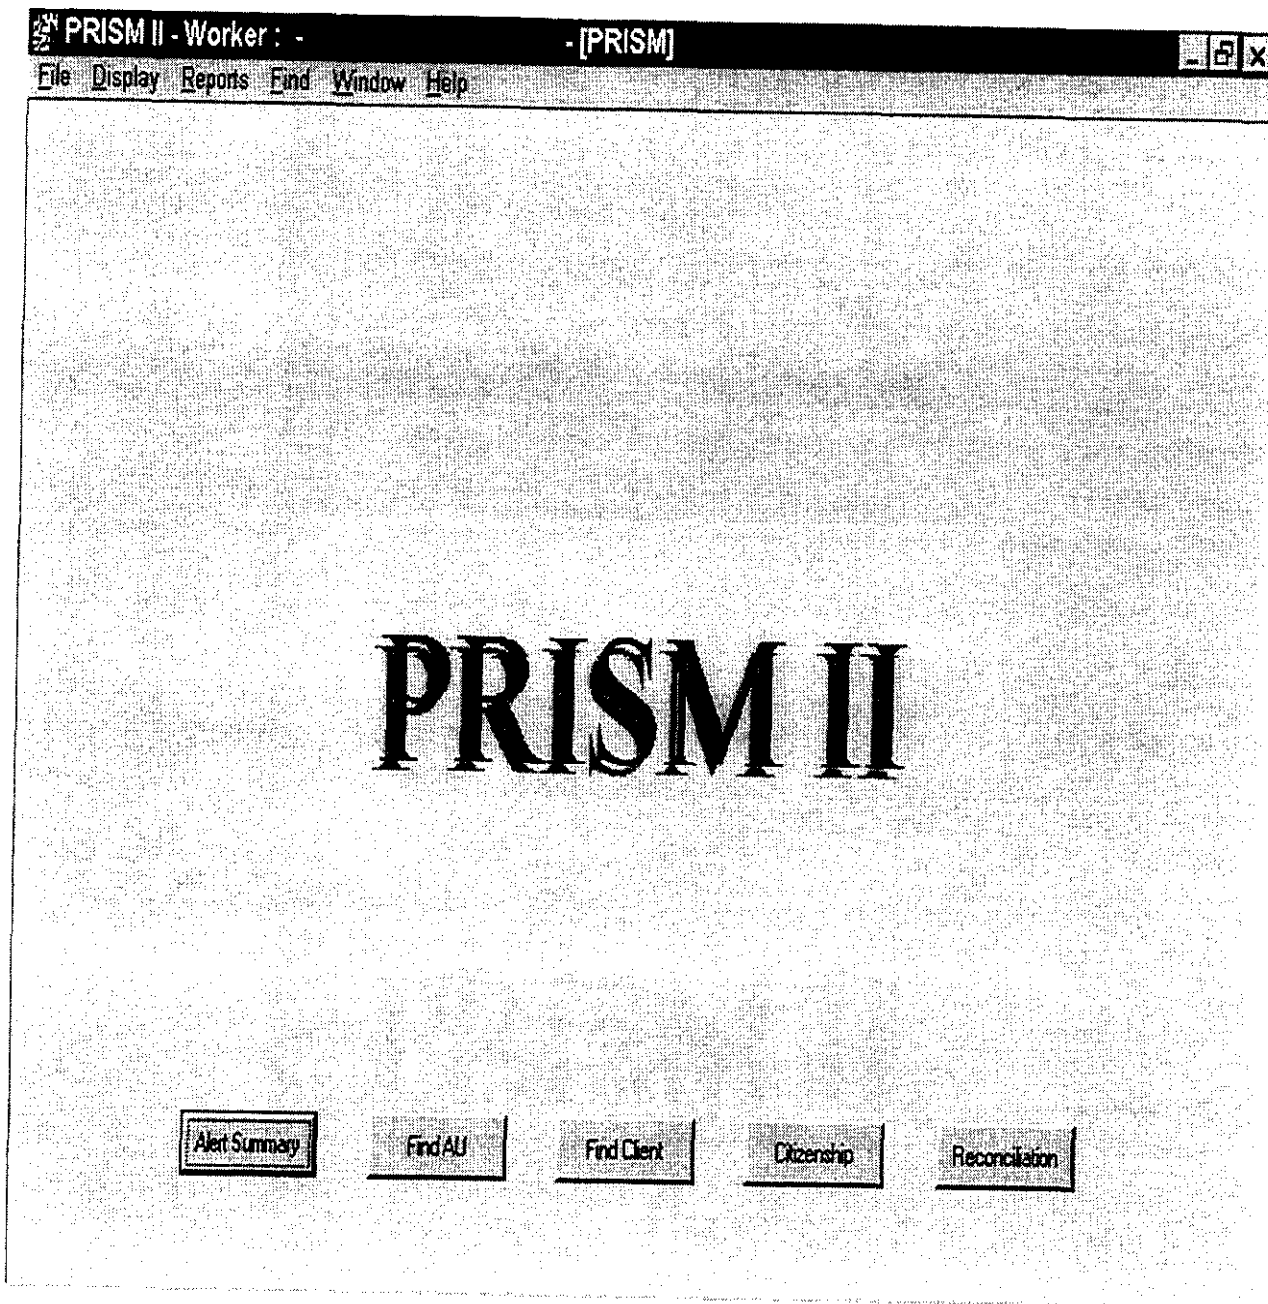 PRISM II - Worker : - - [PRISM]
File Display Reports Find Window Help
PRISM II
Alert Summary Find AU Find Client Citizenship Reconciliation